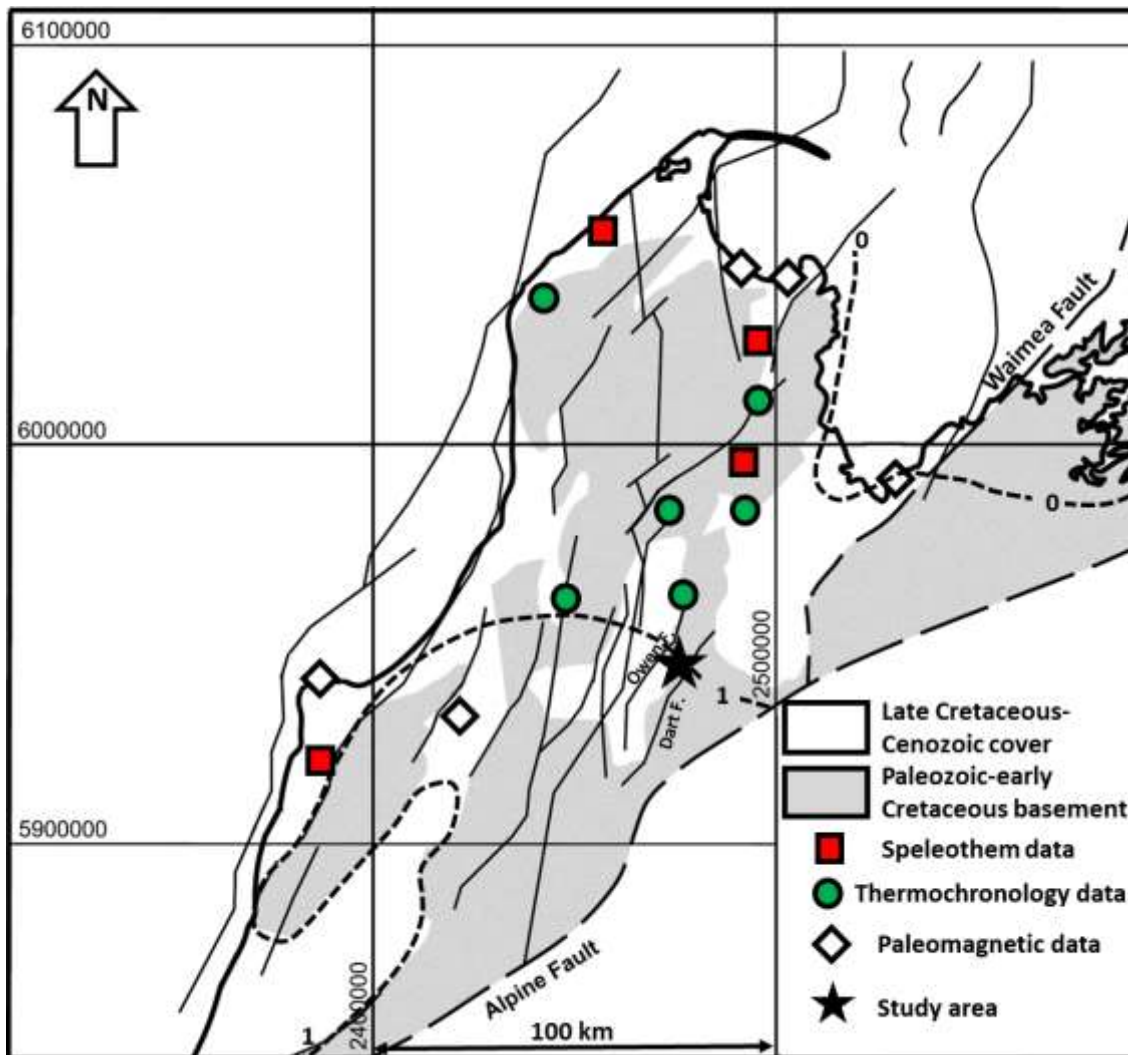 6100000
N
0
Waimea Fault
6000000
0
2500000
Owen F.
Dart F.
1
Late Cretaceous-
Cenozoic cover
Paleozoic-early
Cretaceous basement
5900000
Speleothem data
Thermochronology data
Paleomagnetic data
Study area
Alpine Fault
2400000
1
100 km